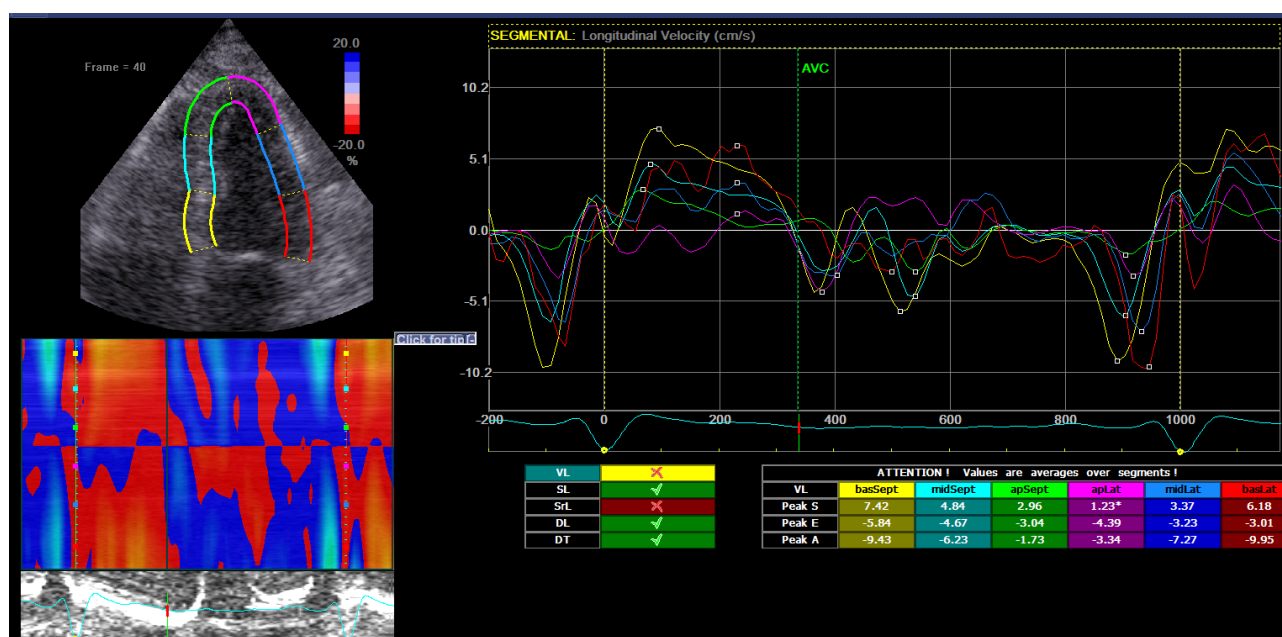 SEGMENTAL: Longitudinal Velocity (cm/s)
20.0
Frame = 40
-20.0
%
AVC
10.2
5.1
0.0
-5.1
-10.2
-200 0 200 400 600 800 1000
Click for tip
VL
SL
SrL
DL
DT
ATTENTION ! Values are averages over segments !
VL basSept midSept apSept apLat midLat basLat
Peak S 7.42 4.84 2.96 1.23* 3.37 6.18
Peak E -5.84 -4.67 -3.04 -4.39 -3.23 -3.01
Peak A -9.43 -6.23 -1.73 -3.34 -7.27 -9.95